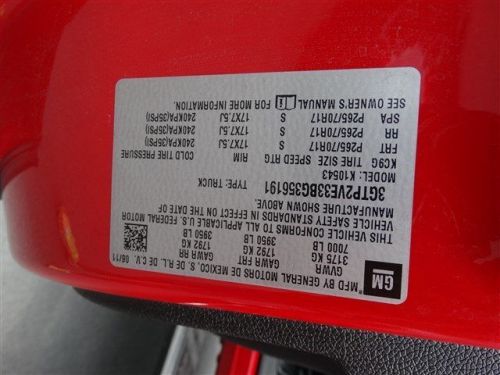 GM
MFD BY GENERAL MOTORS DE MEXICO, S. DE R.L. DE C.V. 06/11
GVWR GAWR FRT GAWR RR
3175 KG 1792 KG 1792 KG
7000 LB 3950 LB 3950 LB
THIS VEHICLE CONFORMS TO ALL APPLICABLE U.S. FEDERAL MOTOR
VEHICLE SAFETY STANDARDS IN EFFECT ON THE DATE OF
MANUFACTURE SHOWN ABOVE.
3GTP2VE33BG356191 TYPE: TRUCK
MODEL: K10543
KC9G TIRE SIZE SPEED RTG RIM COLD TIRE PRESSURE
FRT P265/70R17 S 17X7.5J 240KPA(35PSI)
RR P265/70R17 S 17X7.5J 240KPA(35PSI)
SPA P265/70R17 S 17X7.5J 240KPA(35PSI)
SEE OWNER'S MANUAL FOR MORE INFORMATION.